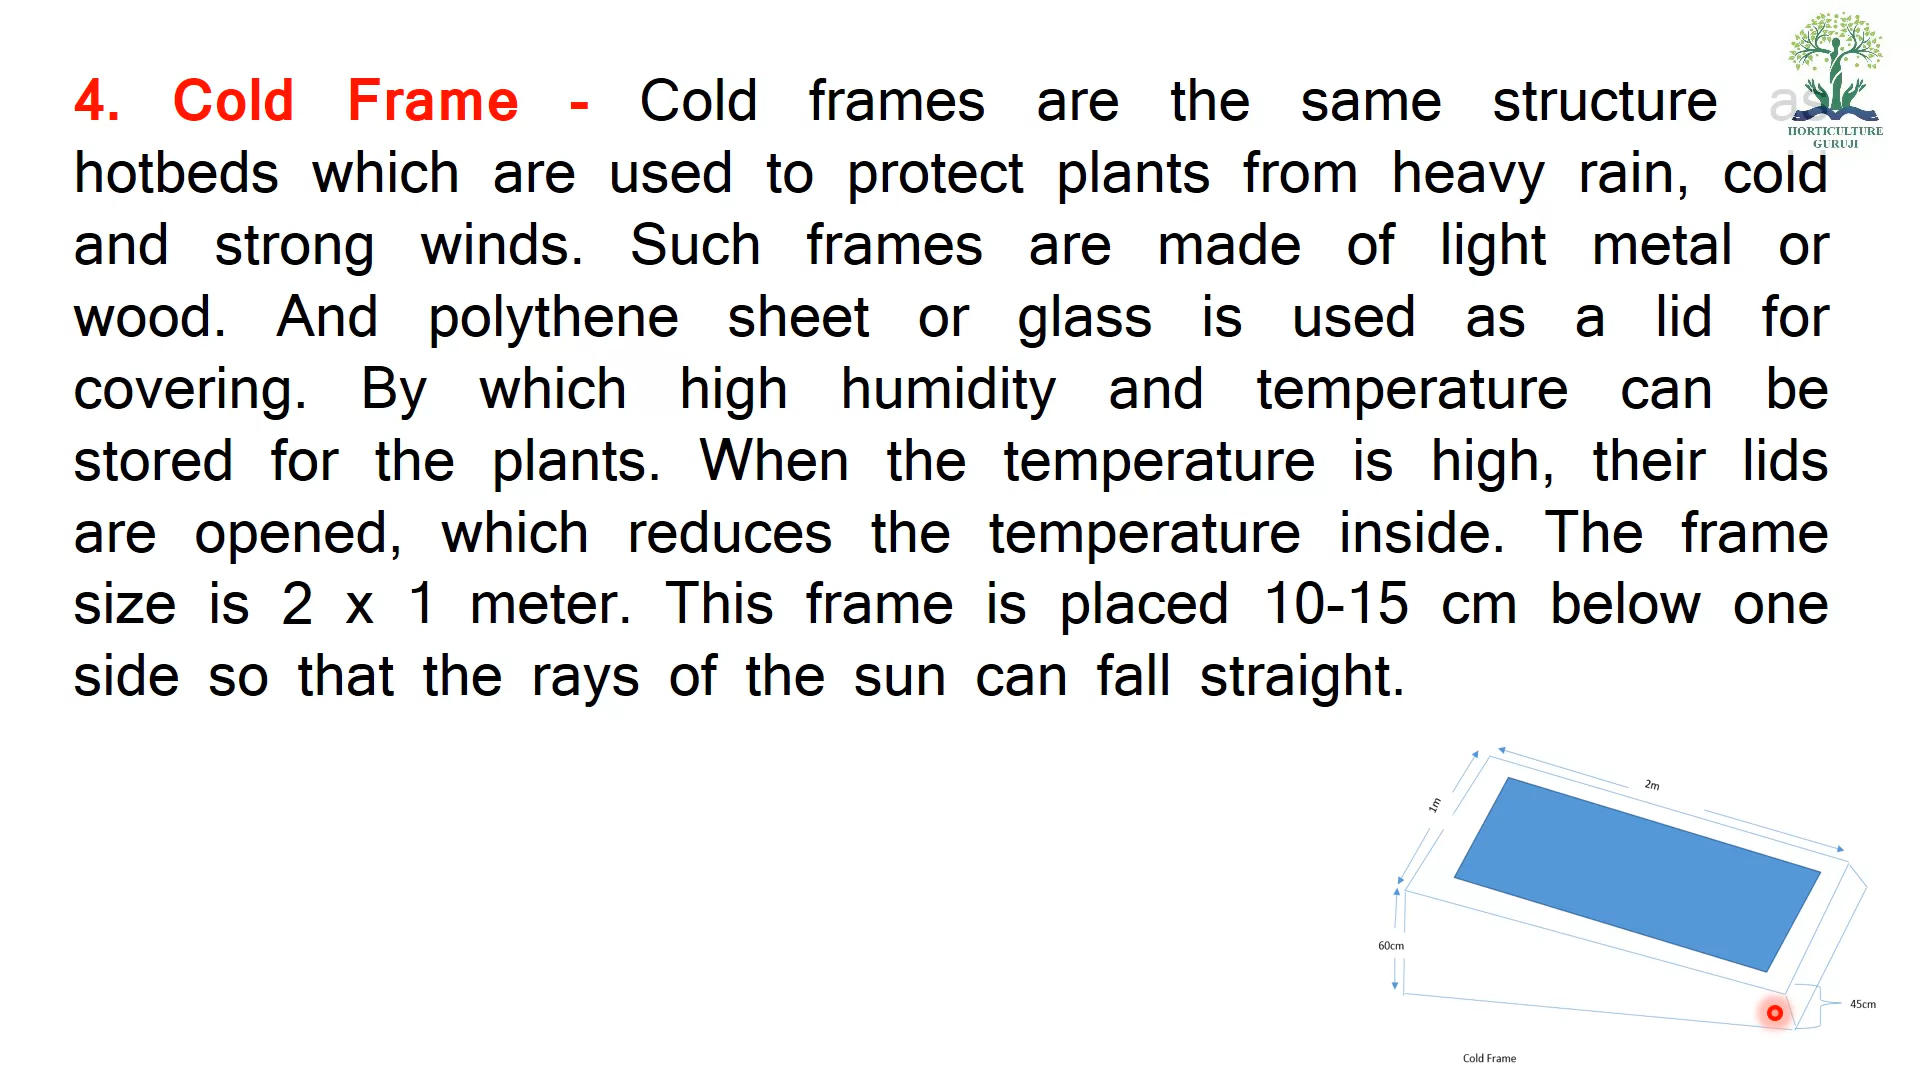 4. Cold Frame - Cold frames are the same structure as
hotbeds which are used to protect plants from heavy rain, cold
and strong winds. Such frames are made of light metal or
wood. And polythene sheet or glass is used as a lid for
covering. By which high humidity and temperature can be
stored for the plants. When the temperature is high, their lids
are opened, which reduces the temperature inside. The frame
size is 2 x 1 meter. This frame is placed 10-15 cm below one
side so that the rays of the sun can fall straight.
HORTICULTURE
GURUJI
2m
1m
60cm
45cm
Cold Frame